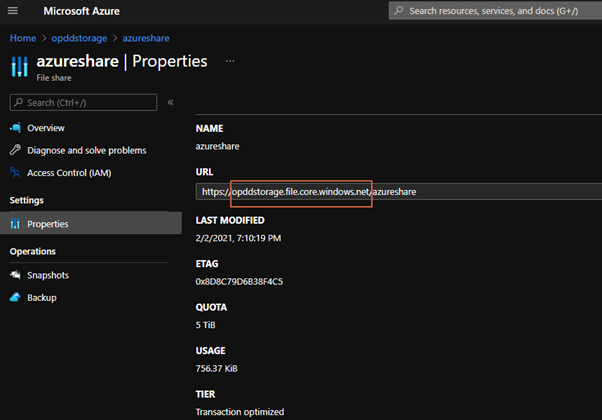 Microsoft Azure
Search resources, services, and docs (G+/)
Home > opddstorage > azureshare
azureshare | Properties ...
File share
Search (Ctrl+/) «
Overview
Diagnose and solve problems
Access Control (IAM)
Settings
Properties
Operations
Snapshots
Backup
NAME
azureshare
URL
https://opddstorage.file.core.windows.net/azureshare
LAST MODIFIED
2/2/2021, 7:10:19 PM
ETAG
0x8D8C79D6B38F4C5
QUOTA
5 TiB
USAGE
756.37 KiB
TIER
Transaction optimized